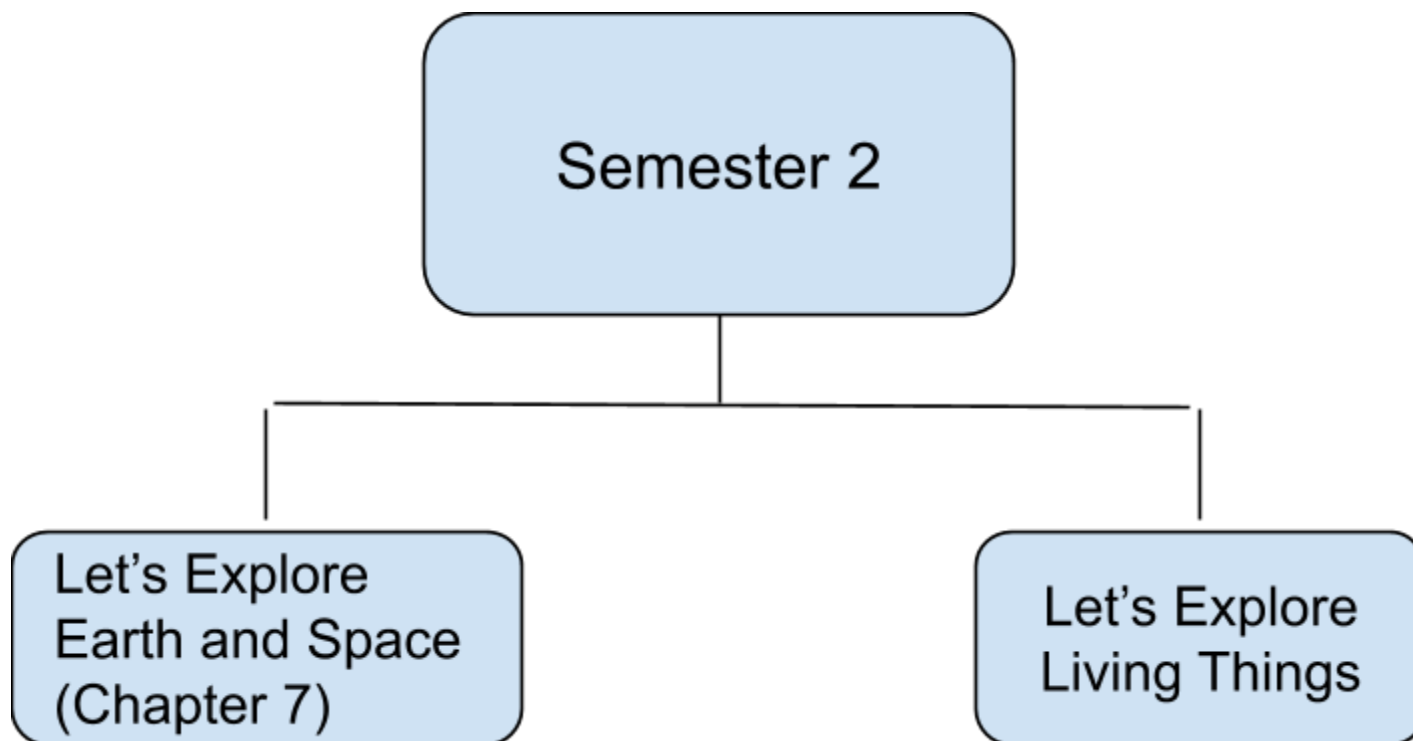 Semester 2
Let’s Explore
Earth and Space
(Chapter 7)
Let’s Explore
Living Things